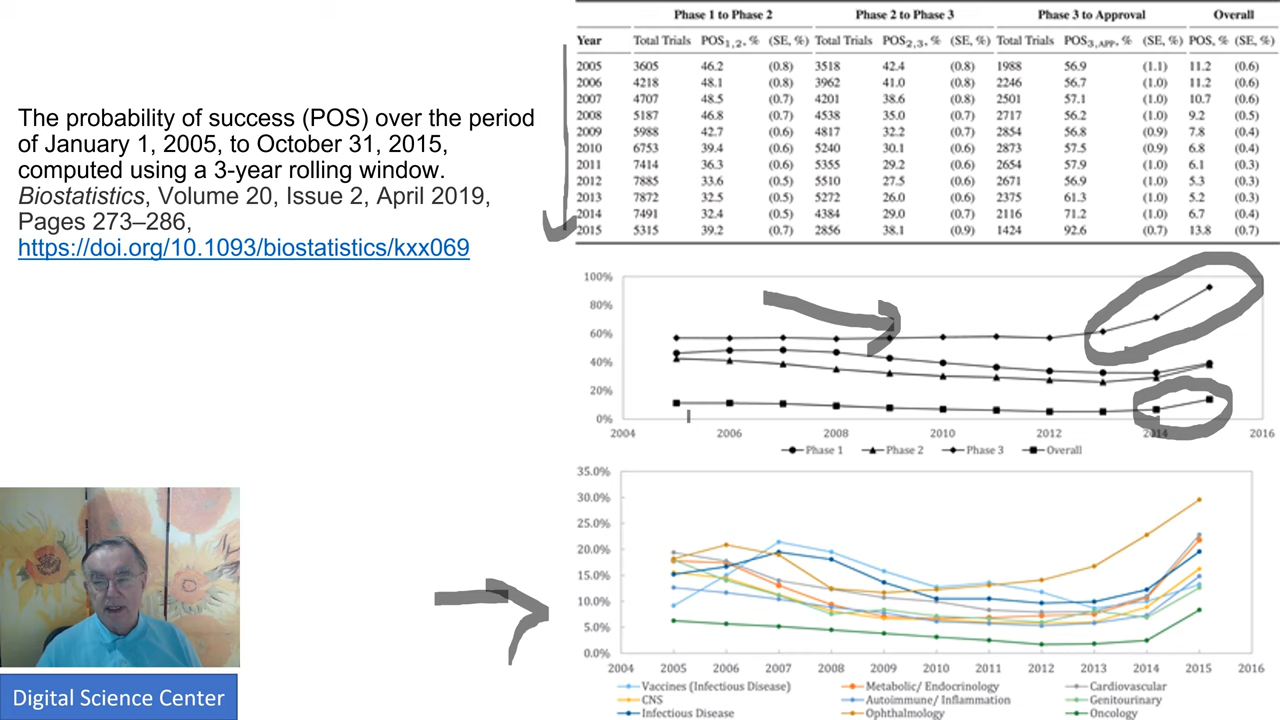 The probability of success (POS) over the period
of January 1, 2005, to October 31, 2015,
computed using a 3-year rolling window.
Biostatistics, Volume 20, Issue 2, April 2019,
Pages 273–286,
https://doi.org/10.1093/biostatistics/kxx069
Digital Science Center
Phase 1 to Phase 2 Phase 2 to Phase 3 Phase 3 to Approval Overall
Year Total Trials POS1,2, % (SE, %) Total Trials POS2,3, % (SE, %) Total Trials POS3,APP, % (SE, %) POS, % (SE, %)
2005 3605 46.2 (0.8) 3518 42.4 (0.8) 1988 56.9 (1.1) 11.2 (0.6)
2006 4218 48.1 (0.8) 3962 41.0 (0.8) 2246 56.7 (1.0) 11.2 (0.6)
2007 4707 48.5 (0.7) 4201 38.6 (0.8) 2501 57.1 (1.0) 10.7 (0.6)
2008 5187 46.8 (0.7) 4538 35.0 (0.7) 2717 56.2 (1.0) 9.2 (0.5)
2009 5988 42.7 (0.6) 4817 32.2 (0.7) 2854 56.8 (0.9) 7.8 (0.4)
2010 6753 39.4 (0.6) 5240 30.1 (0.6) 2873 57.5 (0.9) 6.8 (0.4)
2011 7414 36.3 (0.6) 5355 29.2 (0.6) 2654 57.9 (1.0) 6.1 (0.3)
2012 7885 33.6 (0.5) 5510 27.5 (0.6) 2671 56.9 (1.0) 5.3 (0.3)
2013 7872 32.5 (0.5) 5272 26.0 (0.6) 2375 61.3 (1.0) 5.2 (0.3)
2014 7491 32.4 (0.5) 4384 29.0 (0.7) 2116 71.2 (1.0) 6.7 (0.4)
2015 5315 39.2 (0.7) 2856 38.1 (0.9) 1424 92.6 (0.7) 13.8 (0.7)
100%
80%
60%
40%
20%
0%
2004 2006 2008 2010 2012 2014 2016
Phase 1 Phase 2 Phase 3 Overall
35.0%
30.0%
25.0%
20.0%
15.0%
10.0%
5.0%
0.0%
2004 2005 2006 2007 2008 2009 2010 2011 2012 2013 2014 2015 2016
Vaccines (Infectious Disease) Metabolic/ Endocrinology Cardiovascular
CNS Autoimmune/ Inflammation Genitourinary
Infectious Disease Ophthalmology Oncology